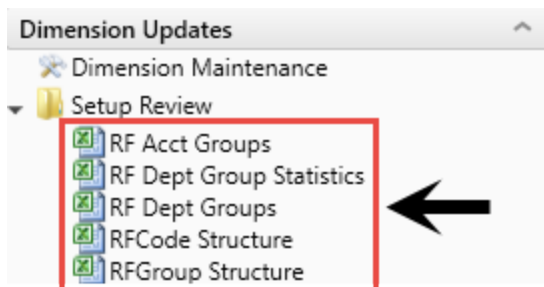 Dimension Updates
Dimension Maintenance
Setup Review
RF Acct Groups
RF Dept Group Statistics
RF Dept Groups
RFCode Structure
RFGroup Structure